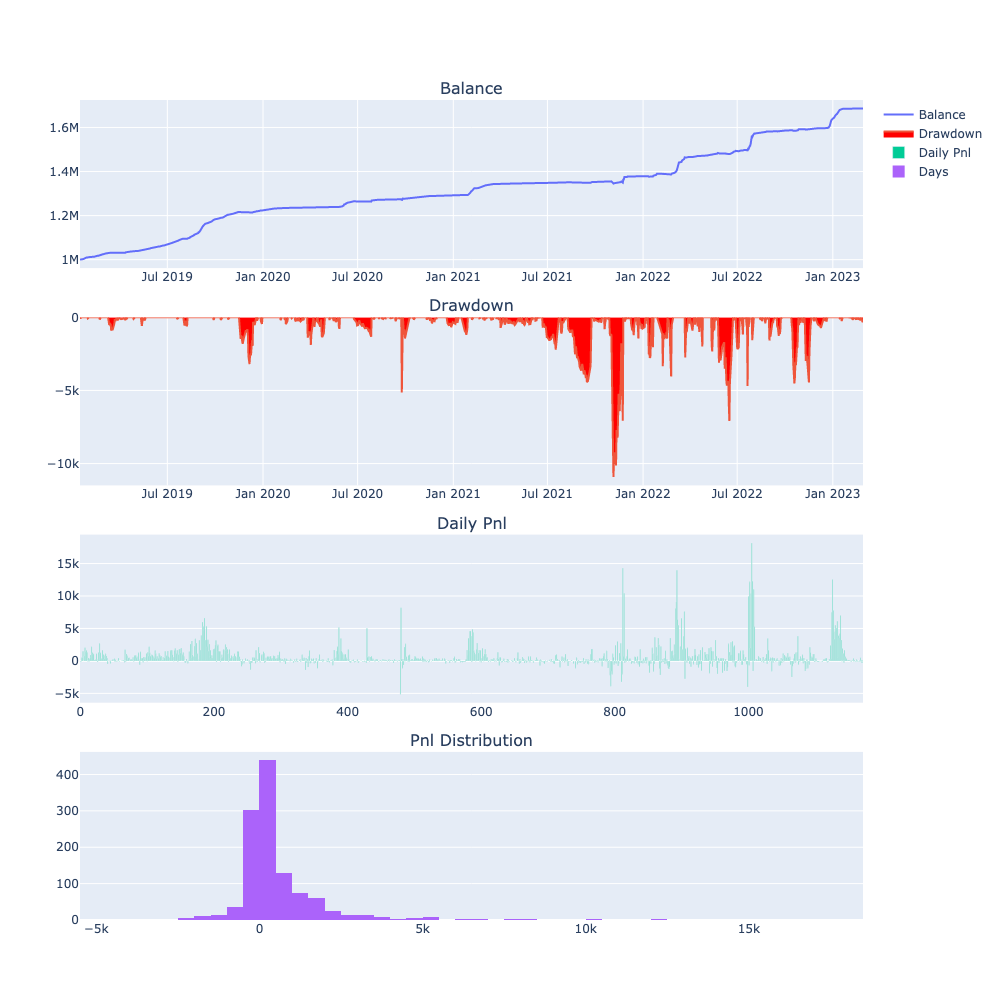 Balance
1.6M
1.4M
1.2M
1M
Jul 2019 Jan 2020 Jul 2020 Jan 2021 Jul 2021 Jan 2022 Jul 2022 Jan 2023
Balance
Drawdown
Daily Pnl
Days
Drawdown
0
−5k
−10k
Jul 2019 Jan 2020 Jul 2020 Jan 2021 Jul 2021 Jan 2022 Jul 2022 Jan 2023
Daily Pnl
15k
10k
5k
0
−5k
0 200 400 600 800 1000
Pnl Distribution
400
300
200
100
0
−5k 0 5k 10k 15k